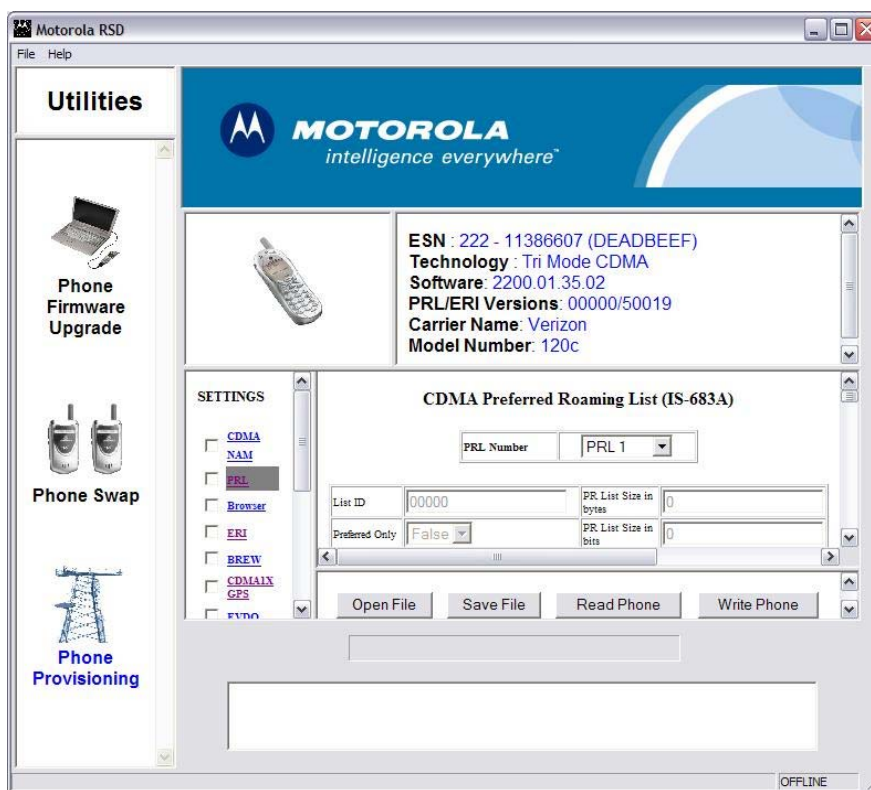 Motorola RSD
File Help
Utilities
Phone
Firmware
Upgrade
Phone Swap
Phone
Provisioning
MOTOROLA
intelligence everywhere™
ESN : 222 - 11386607 (DEADBEEF)
Technology : Tri Mode CDMA
Software: 2200.01.35.02
PRL/ERI Versions: 00000/50019
Carrier Name: Verizon
Model Number: 120c
SETTINGS
CDMA
NAM
PRL
Browser
ERI
BREW
CDMA1X
GPS
EVDO
CDMA Preferred Roaming List (IS-683A)
PRL Number PRL 1
List ID 00000 PR List Size in
bytes 0
Preferred Only False PR List Size in
bits 0
Open File Save File Read Phone Write Phone
OFFLINE